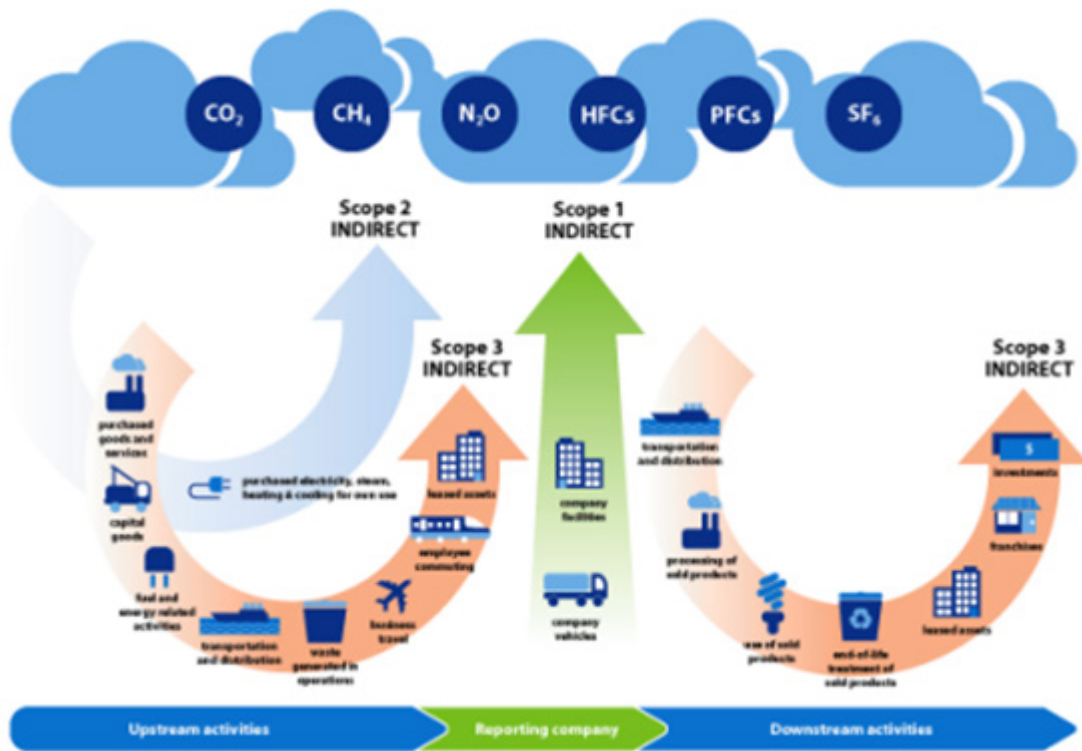 CO₂
CH₄
N₂O
HFCs
PFCs
SF₆
Scope 2
INDIRECT
Scope 1
INDIRECT
Scope 3
INDIRECT
Scope 3
INDIRECT
purchased
goods and
services
capital
goods
fuel and
energy related
activities
transportation
and distribution
waste
generated in
operations
business
travel
employee
commuting
leased assets
purchased electricity, steam,
heating & cooling for own use
company
facilities
company
vehicles
transportation
and distribution
processing of
sold products
use of sold
products
end-of-life
treatment of
sold products
leased assets
franchises
$
investments
Upstream activities
Reporting company
Downstream activities